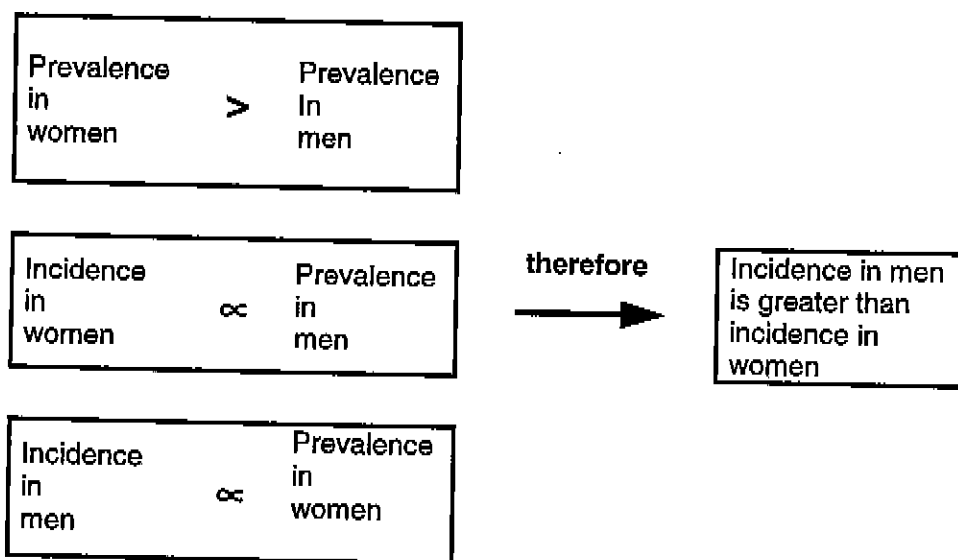 Prevalence
in
women
>
Prevalence
In
men
Incidence
in
women
∝
Prevalence
in
men
therefore
Incidence in men
is greater than
incidence in
women
Incidence
in
men
∝
Prevalence
in
women